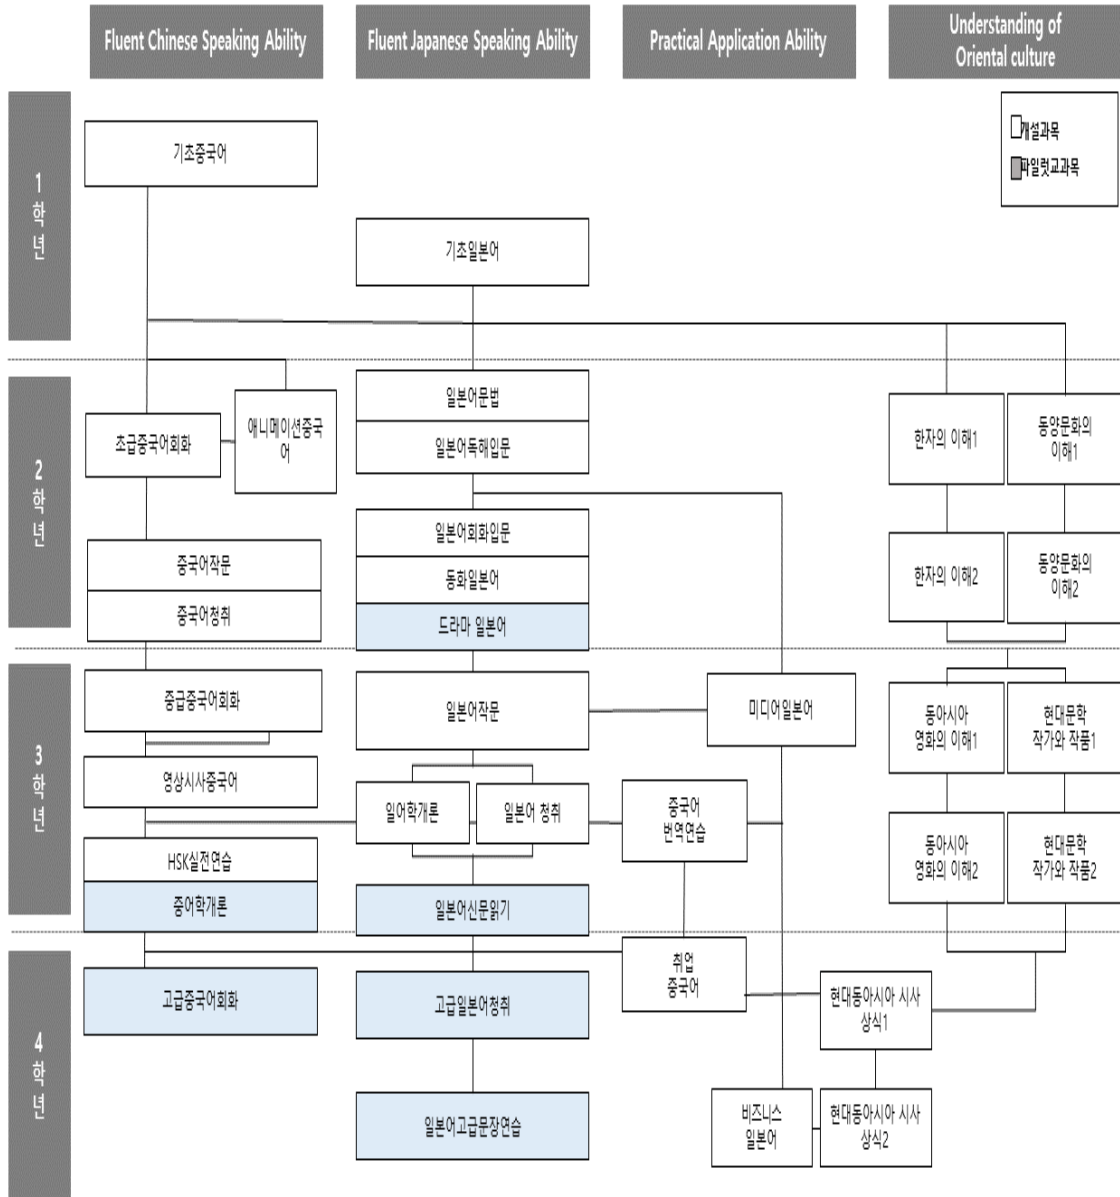 Fluent Chinese Speaking Ability
Fluent Japanese Speaking Ability
Practical Application Ability
Understanding of
Oriental culture
개설과목
파일럿교과목
1
학
년
기초중국어
기초일본어
2
학
년
초급중국어회화
애니메이션중국
어
일본어문법
일본어독해입문
한자의 이해1
동양문화의
이해1
중국어작문
중국어청취
일본어회화입문
동화일본어
드라마 일본어
한자의 이해2
동양문화의
이해2
3
학
년
중급중국어회화
영상시사중국어
HSK실전연습
중어학개론
일본어작문
일어학개론
일본어 청취
일본어신문읽기
미디어일본어
중국어
번역연습
동아시아
영화의 이해1
현대문학
작가와 작품1
동아시아
영화의 이해2
현대문학
작가와 작품2
4
학
년
고급중국어회화
고급일본어청취
일본어고급문장연습
취업
중국어
현대동아시아 시사
상식1
비즈니스
일본어
현대동아시아 시사
상식2